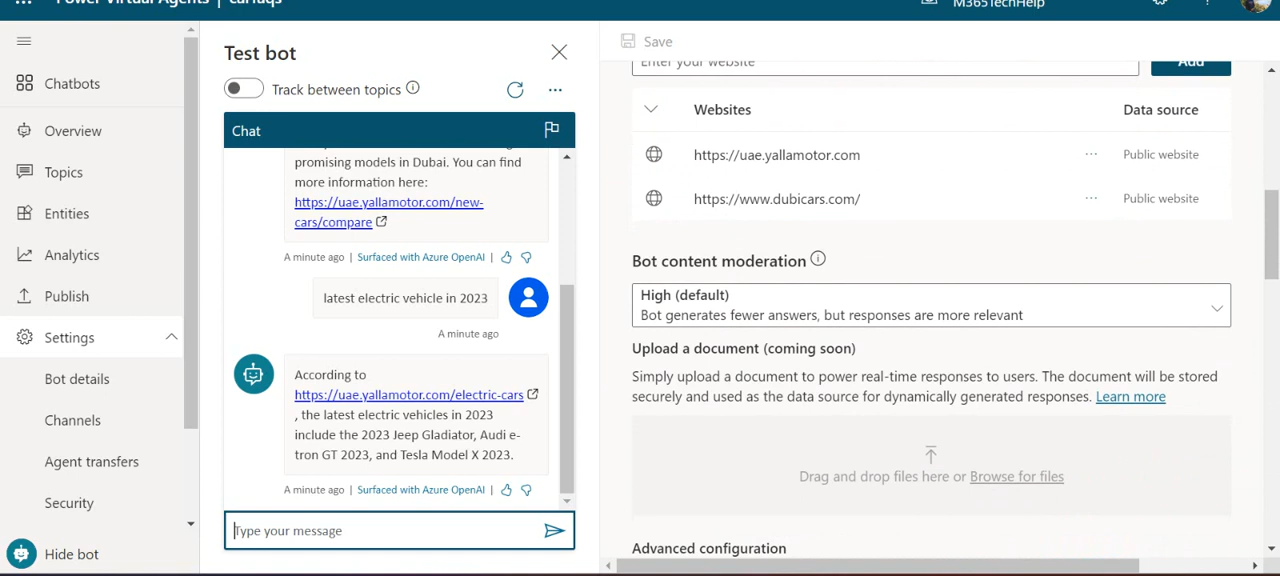 Power Virtual Agents | carfaqs
M365TechHelp
Chatbots
Overview
Topics
Entities
Analytics
Publish
Settings
Bot details
Channels
Agent transfers
Security
Hide bot
Test bot
Track between topics
Chat
promising models in Dubai. You can find
more information here:
https://uae.yallamotor.com/new-
cars/compare
A minute ago | Surfaced with Azure OpenAI |
latest electric vehicle in 2023
A minute ago
According to
https://uae.yallamotor.com/electric-cars
, the latest electric vehicles in 2023
include the 2023 Jeep Gladiator, Audi e-
tron GT 2023, and Tesla Model X 2023.
A minute ago | Surfaced with Azure OpenAI |
Type your message
Save
Enter your website
Add
Websites Data source
https://uae.yallamotor.com ··· Public website
https://www.dubicars.com/ ··· Public website
Bot content moderation
High (default)
Bot generates fewer answers, but responses are more relevant
Upload a document (coming soon)
Simply upload a document to power real-time responses to users. The document will be stored
securely and used as the data source for dynamically generated responses. Learn more
Drag and drop files here or Browse for files
Advanced configuration